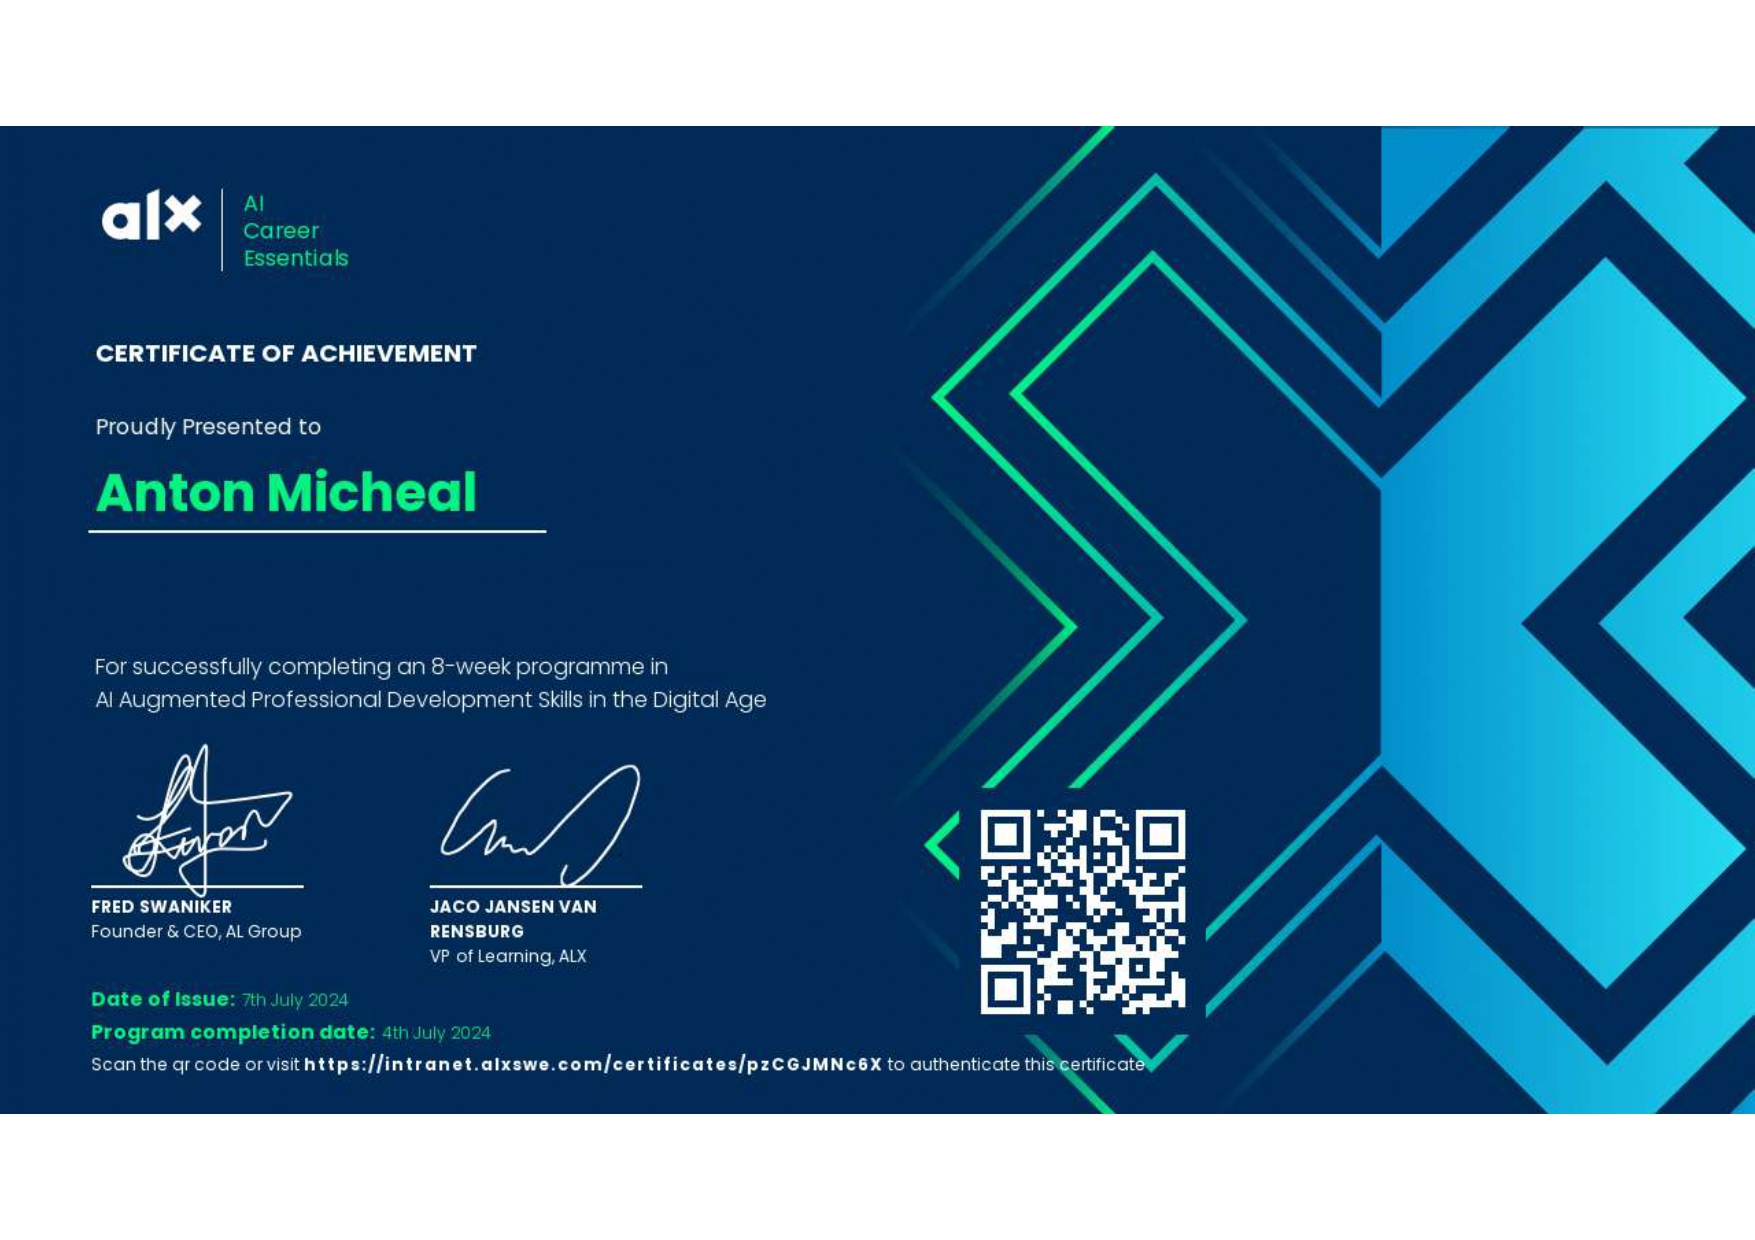 alx
AI
Career
Essentials
CERTIFICATE OF ACHIEVEMENT
Proudly Presented to
Anton Micheal
For successfully completing an 8-week programme in
AI Augmented Professional Development Skills in the Digital Age
FRED SWANIKER
Founder & CEO, AL Group
JACO JANSEN VAN
RENSBURG
VP of Learning, ALX
Date of Issue: 7th July 2024
Program completion date: 4th July 2024
Scan the qr code or visit https://intranet.alxswe.com/certificates/pzCGJMNc6X to authenticate this certificate